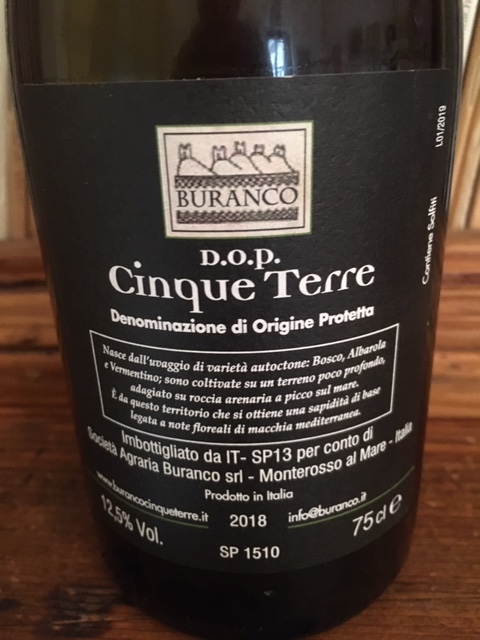 BURANCO
D.O.P.
Cinque Terre
Denominazione di Origine Protetta
Nasce dall'uvaggio di varietà autoctone: Bosco, Albarola
e Vermentino; sono coltivate su un terreno poco profondo,
adagiato su roccia arenaria a picco sul mare.
È da questo territorio che si ottiene una sapidità di base
legata a note floreali di macchia mediterranea.
Imbottigliato da IT- SP13 per conto di
Società Agraria Buranco srl - Monterosso al Mare - Italia
Prodotto in Italia
www.burancocinqueterre.it
info@buranco.it
12,5% Vol.
2018
75 cl e
SP 1510
Contiene Solfiti
L01/2019